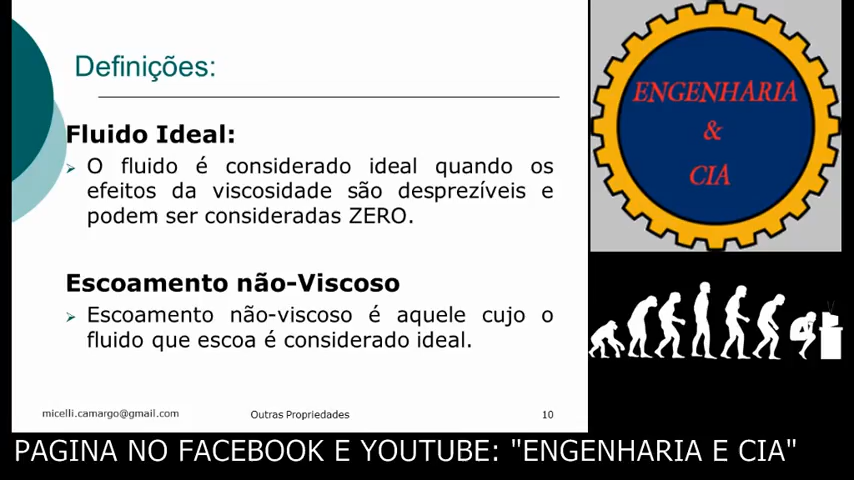 Definições:
Fluido Ideal:
O fluido é considerado ideal quando os
efeitos da viscosidade são desprezíveis e
podem ser consideradas ZERO.
Escoamento não-Viscoso
Escoamento não-viscoso é aquele cujo o
fluido que escoa é considerado ideal.
micelli.camargo@gmail.com
Outras Propriedades
10
ENGENHARIA
&
CIA
PAGINA NO FACEBOOK E YOUTUBE: "ENGENHARIA E CIA"